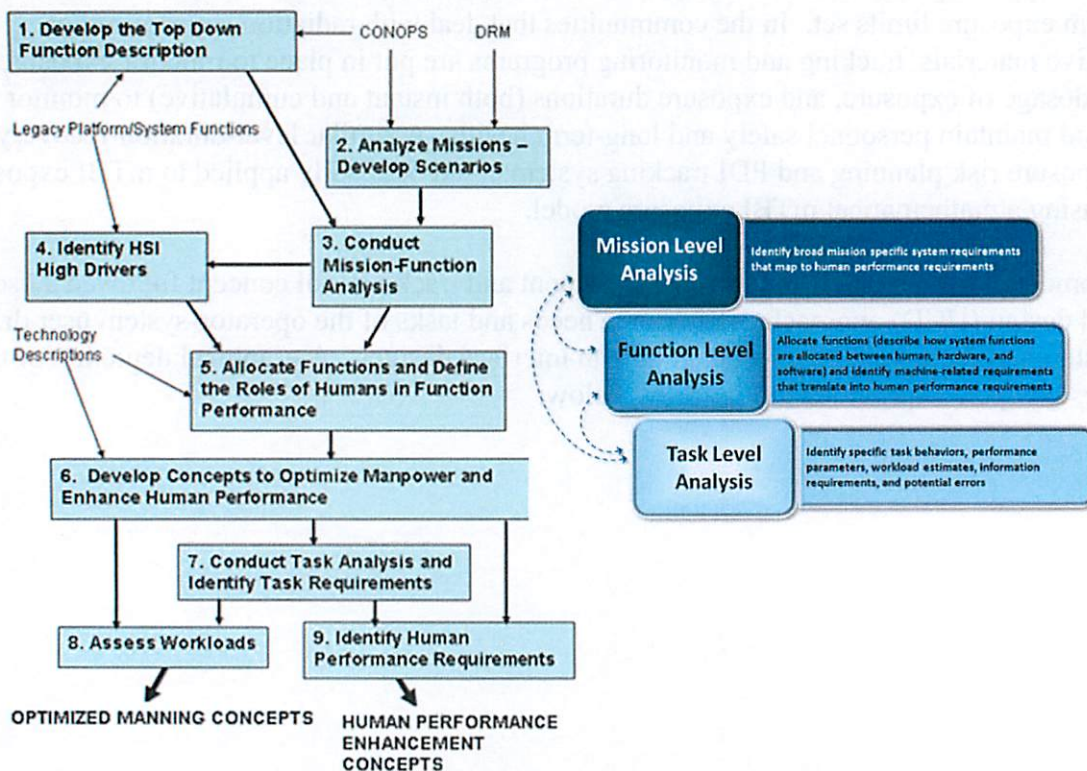 1. Develop the Top Down
Function Description
CONOPS
DRM
Legacy Platform/System Functions
2. Analyze Missions –
Develop Scenarios
4. Identify HSI
High Drivers
3. Conduct
Mission-Function
Analysis
Technology
Descriptions
5. Allocate Functions and Define
the Roles of Humans in Function
Performance
6. Develop Concepts to Optimize Manpower and
Enhance Human Performance
7. Conduct Task Analysis and
Identify Task Requirements
8. Assess Workloads
9. Identify Human
Performance Requirements
OPTIMIZED MANNING CONCEPTS
HUMAN PERFORMANCE
ENHANCEMENT
CONCEPTS
Mission Level
Analysis
Identify broad mission specific system requirements
that map to human performance requirements
Function Level
Analysis
Allocate functions (describe how system functions
are allocated between human, hardware, and
software) and identify machine-related requirements
that translate into human performance requirements
Task Level
Analysis
Identify specific task behaviors, performance
parameters, workload estimates, information
requirements, and potential errors